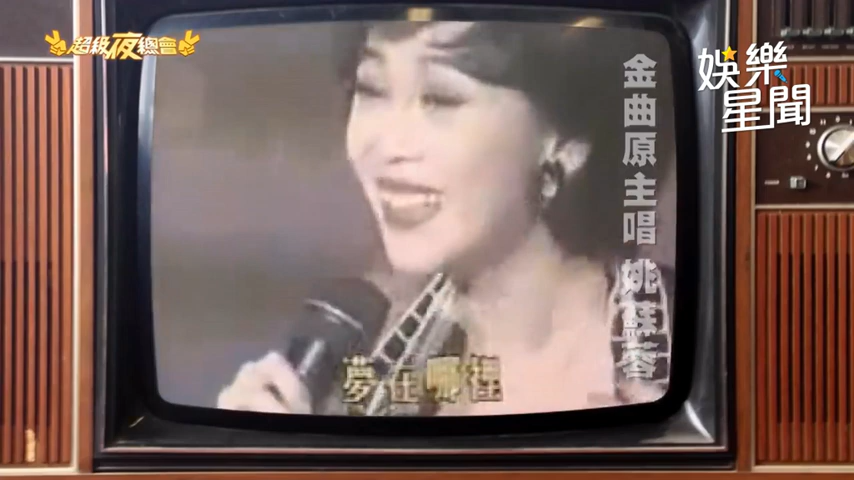 超級夜總會
娛樂
星聞
金曲原主唱 姚蘇蓉
夢在哪裡